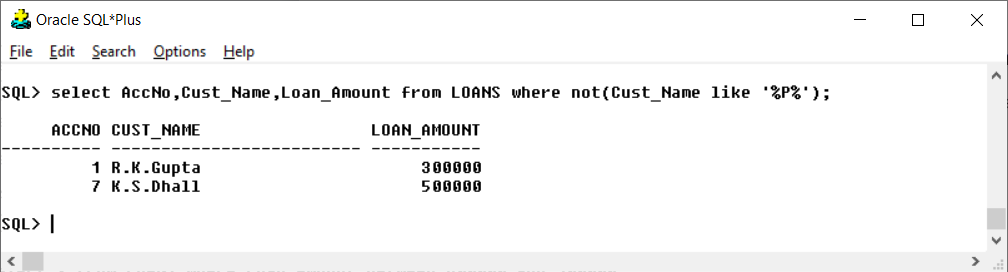 Oracle SQL*Plus
File Edit Search Options Help
SQL> select AccNo,Cust_Name,Loan_Amount from LOANS where not(Cust_Name like '%P%');
ACCNO CUST_NAME LOAN_AMOUNT
---------- ------------------------- -----------
1 R.K.Gupta 300000
7 K.S.Dhall 500000
SQL>